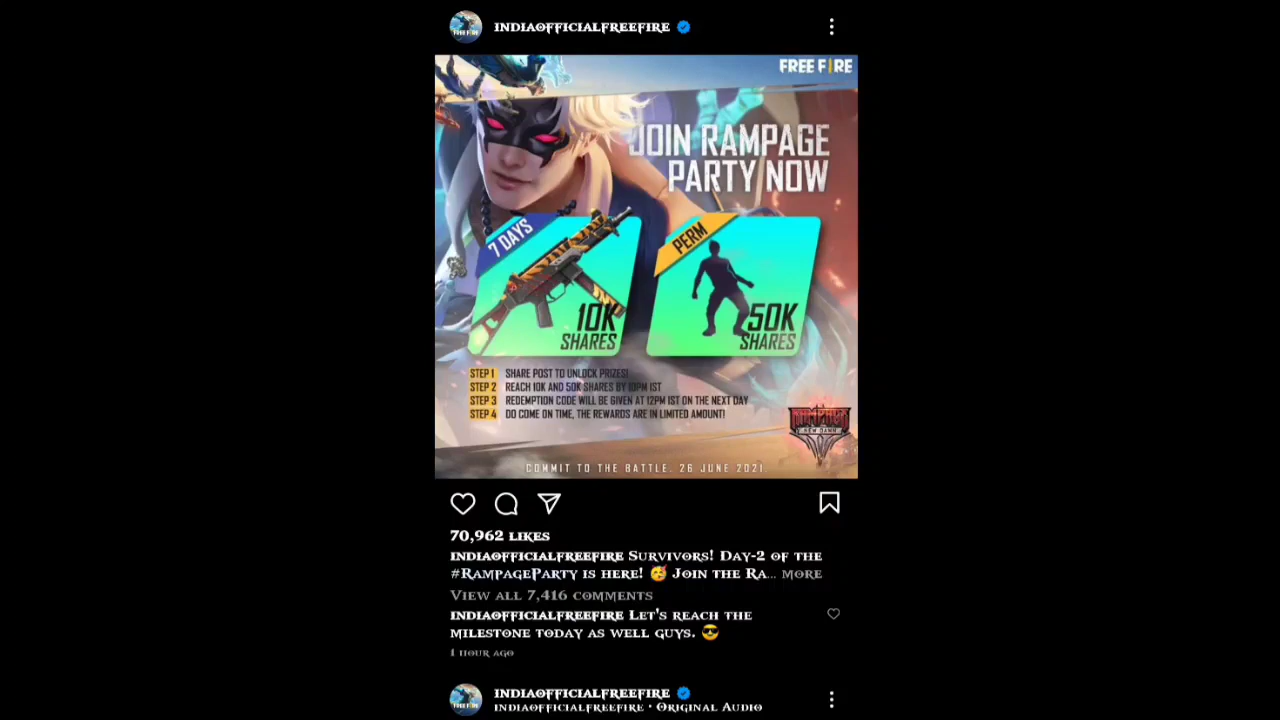 INDIAOFFICIALFREEFIRE
FREE FIRE
JOIN RAMPAGE
PARTY NOW
7 DAYS
10K
SHARES
PERM
50K
SHARES
STEP 1 SHARE POST TO UNLOCK PRIZES!
STEP 2 REACH 10K AND 50K SHARES BY 10PM IST
STEP 3 REDEMPTION CODE WILL BE GIVEN AT 12PM IST ON THE NEXT DAY
STEP 4 DO COME ON TIME, THE REWARDS ARE IN LIMITED AMOUNT!
RAMPAGE
NEW DAWN
COMMIT TO THE BATTLE. 26 JUNE 2021.
70,962 LIKES
INDIAOFFICIALFREEFIRE SURVIVORS! DAY-2 OF THE
#RAMPAGEPARTY IS HERE! 🥳 JOIN THE RA... MORE
VIEW ALL 7,416 COMMENTS
INDIAOFFICIALFREEFIRE LET'S REACH THE
MILESTONE TODAY AS WELL GUYS. 😎
1 HOUR AGO
INDIAOFFICIALFREEFIRE
INDIAOFFICIALFREEFIRE • ORIGINAL AUDIO